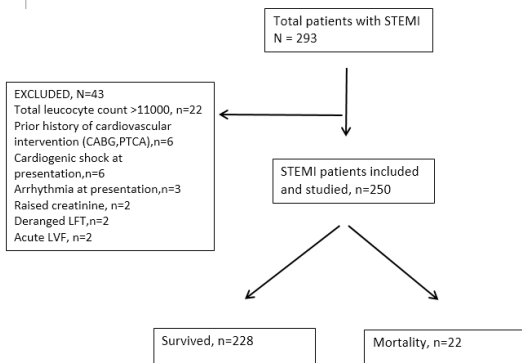 Total patients with STEMI
N = 293
EXCLUDED, N=43
Total leucocyte count >11000, n=22
Prior history of cardiovascular
intervention (CABG,PTCA),n=6
Cardiogenic shock at
presentation,n=6
Arrhythmia at presentation,n=3
Raised creatinine, n=2
Deranged LFT,n=2
Acute LVF, n=2
STEMI patients included
and studied, n=250
Survived, n=228
Mortality, n=22